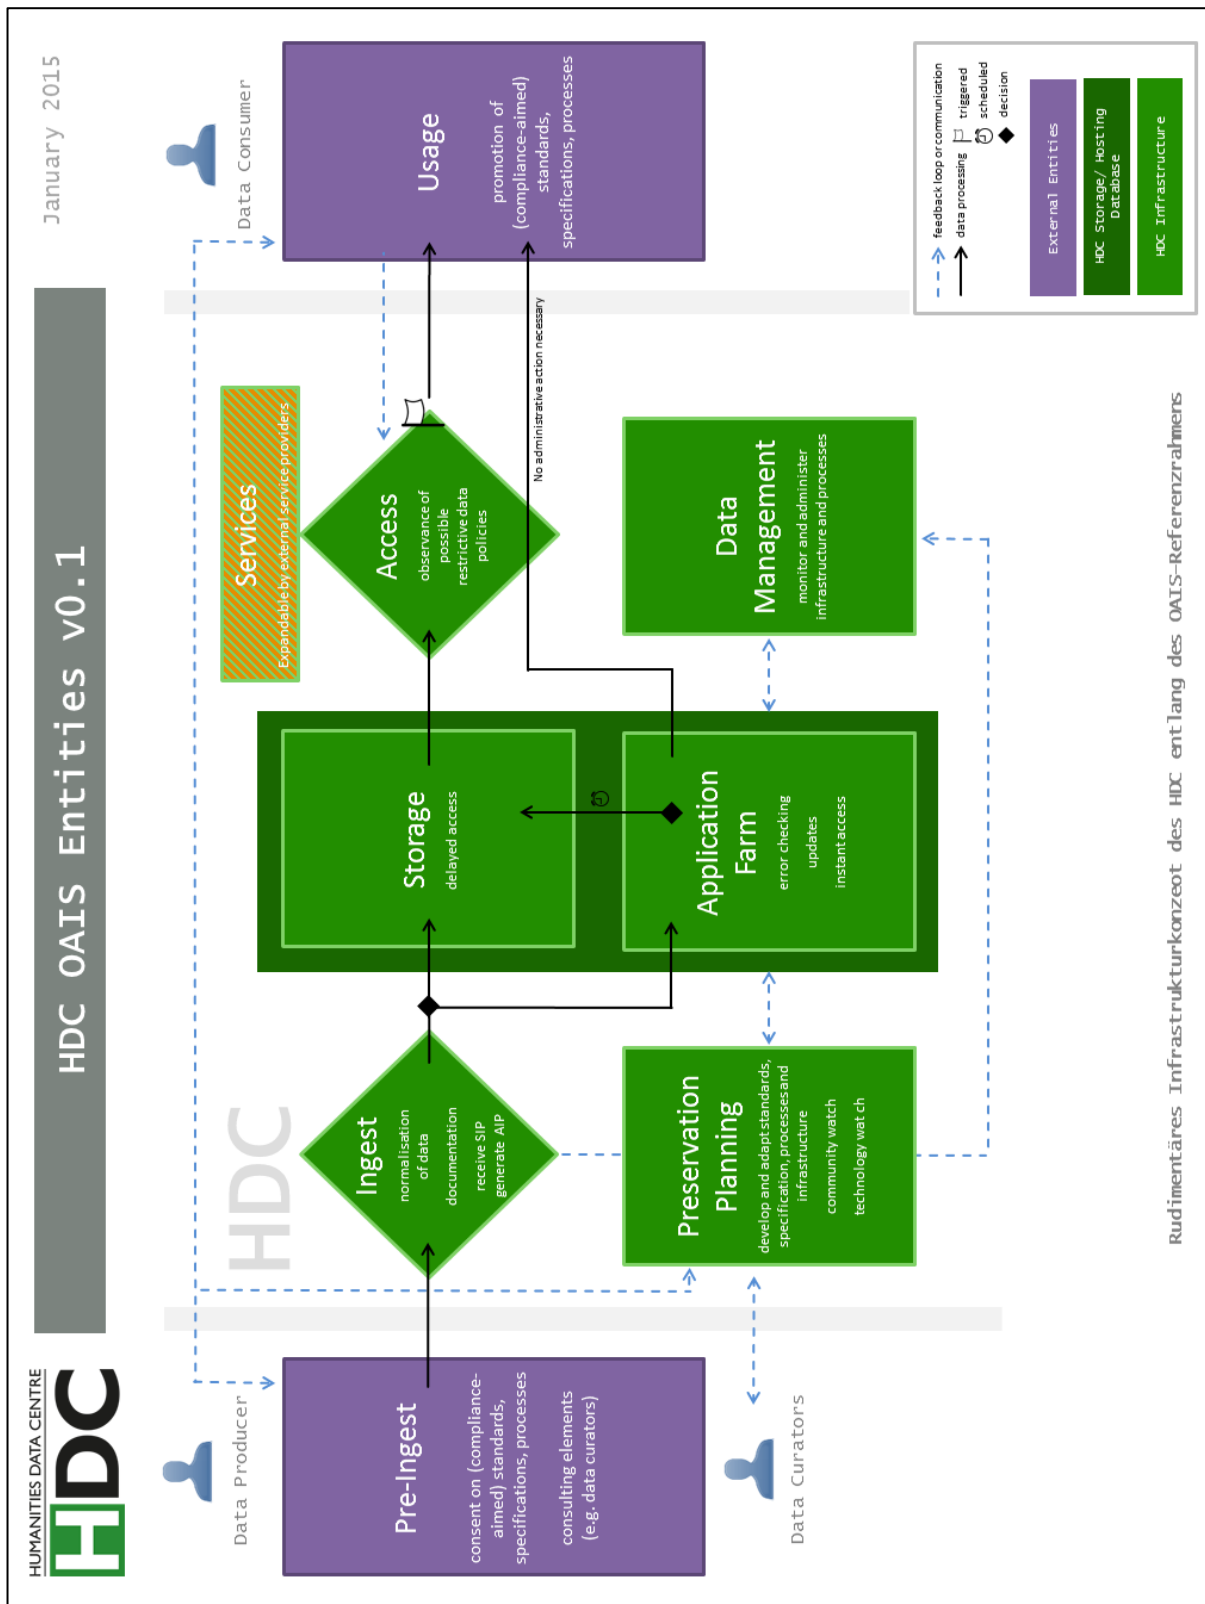 HUMANITIES DATA CENTRE
HDC
HDC OAIS Entities v0.1
January 2015
Data Producer
Pre-Ingest
consent on (compliance-
aimed) standards,
specifications, processes
consulting elements
(e.g. data curators)
Data Curators
HDC
Ingest
normalisation
of data
documentation
receive SIP
generate AIP
Preservation
Planning
develop and adapt standards,
specification, processes and
infrastructure
community watch
technology wat ch
Storage
delayed access
Application
Farm
error checking
updates
instant access
Services
Expandable by external service providers
Access
observance of
possible
restrictive data
policies
No administrative action necessary
Data
Management
monitor and administer
infrastructure and processes
Data Consumer
Usage
promotion of
(compliance-aimed)
standards,
specifications, processes
feedback loop or communication
data processing
triggered
scheduled
decision
External Entities
HDC Storage/ Hosting
Database
HDC Infrastructure
Rudimentäres Infrastrukturkonzeot des HDC entlang des OAIS-Referenzrahmens